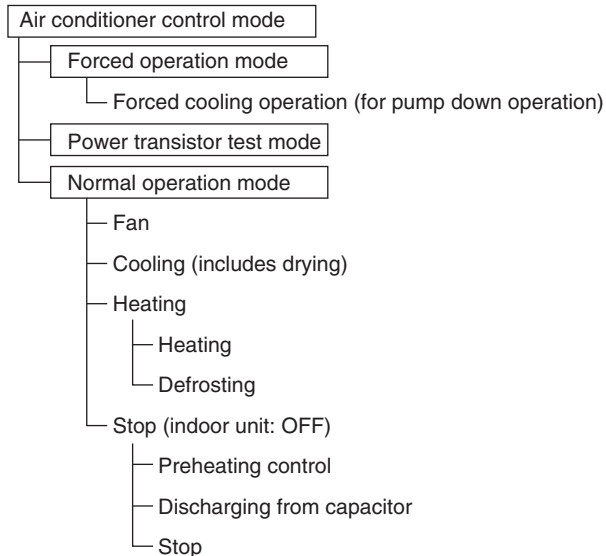 Air conditioner control mode
Forced operation mode
Forced cooling operation (for pump down operation)
Power transistor test mode
Normal operation mode
Fan
Cooling (includes drying)
Heating
Heating
Defrosting
Stop (indoor unit: OFF)
Preheating control
Discharging from capacitor
Stop